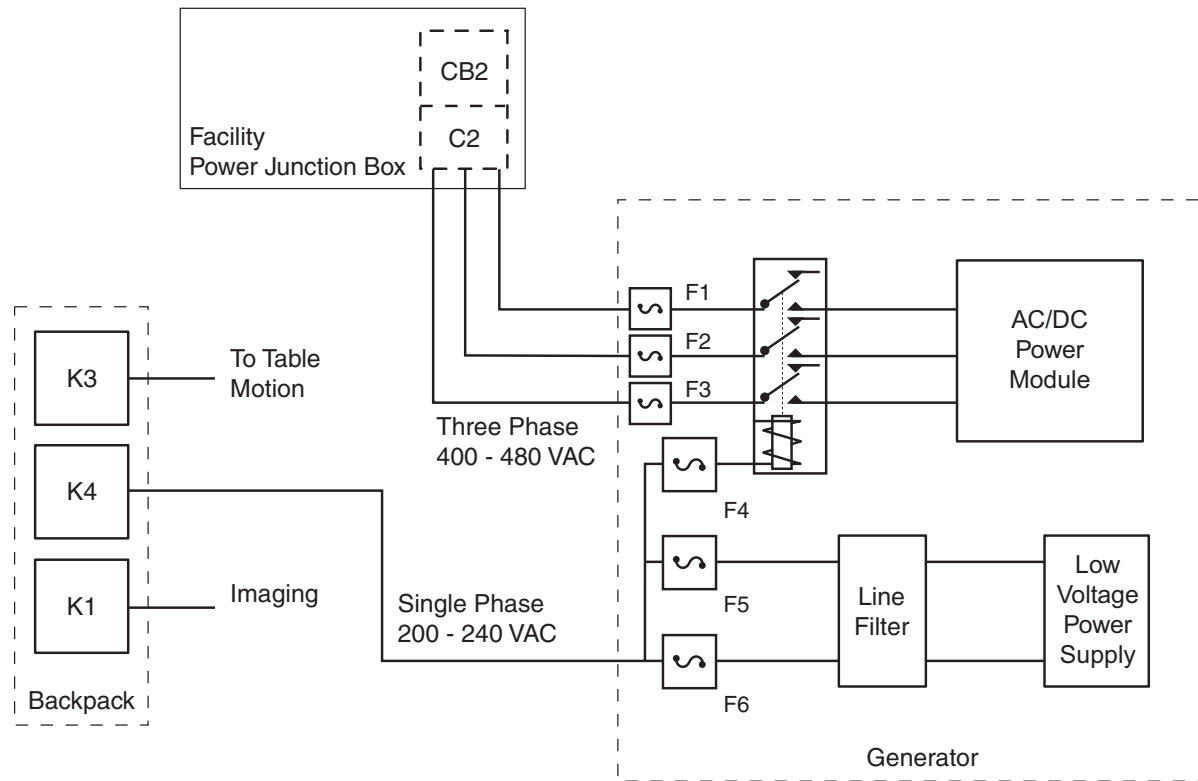 CB2
C2
Facility
Power Junction Box
F1
F2
F3
AC/DC
Power
Module
K3
To Table
Motion
Three Phase
400 - 480 VAC
K4
F4
K1
Imaging
Single Phase
200 - 240 VAC
F5
Line
Filter
Low
Voltage
Power
Supply
F6
Backpack
Generator